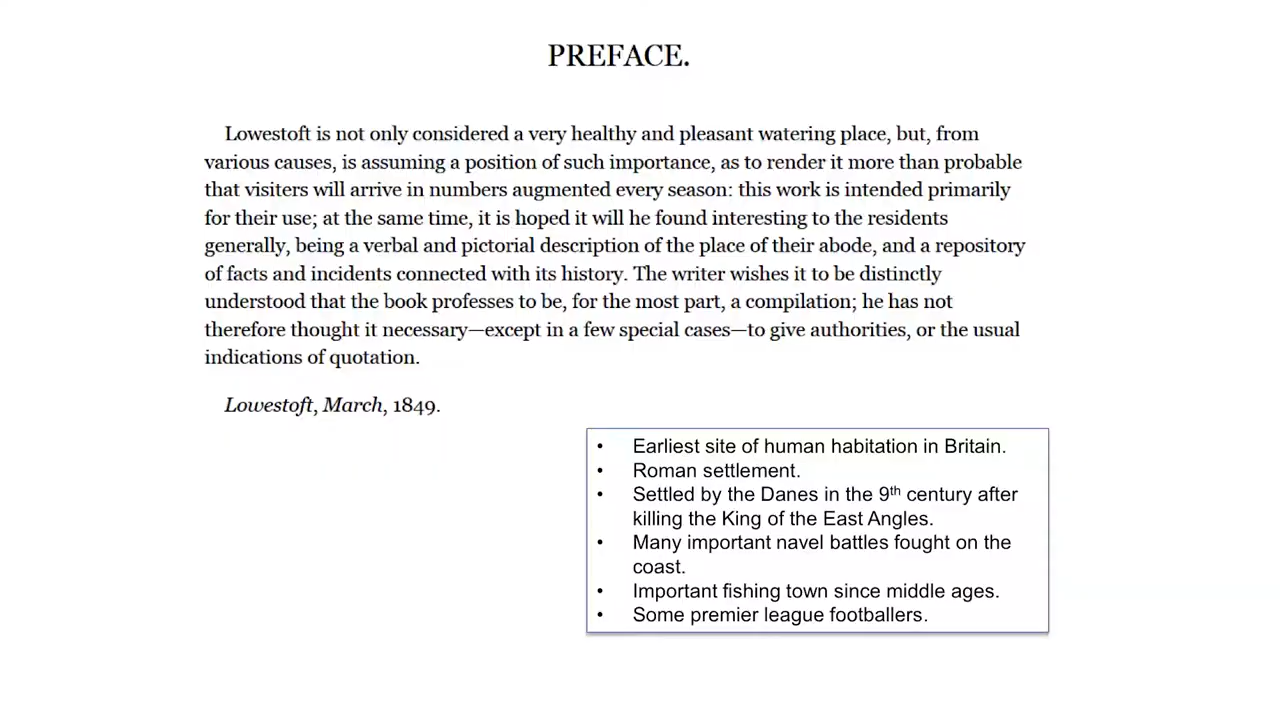 PREFACE.
Lowestoft is not only considered a very healthy and pleasant watering place, but, from
various causes, is assuming a position of such importance, as to render it more than probable
that visiters will arrive in numbers augmented every season: this work is intended primarily
for their use; at the same time, it is hoped it will he found interesting to the residents
generally, being a verbal and pictorial description of the place of their abode, and a repository
of facts and incidents connected with its history. The writer wishes it to be distinctly
understood that the book professes to be, for the most part, a compilation; he has not
therefore thought it necessary—except in a few special cases—to give authorities, or the usual
indications of quotation.
Lowestoft, March, 1849.
• Earliest site of human habitation in Britain.
• Roman settlement.
• Settled by the Danes in the 9th century after
killing the King of the East Angles.
• Many important navel battles fought on the
coast.
• Important fishing town since middle ages.
• Some premier league footballers.